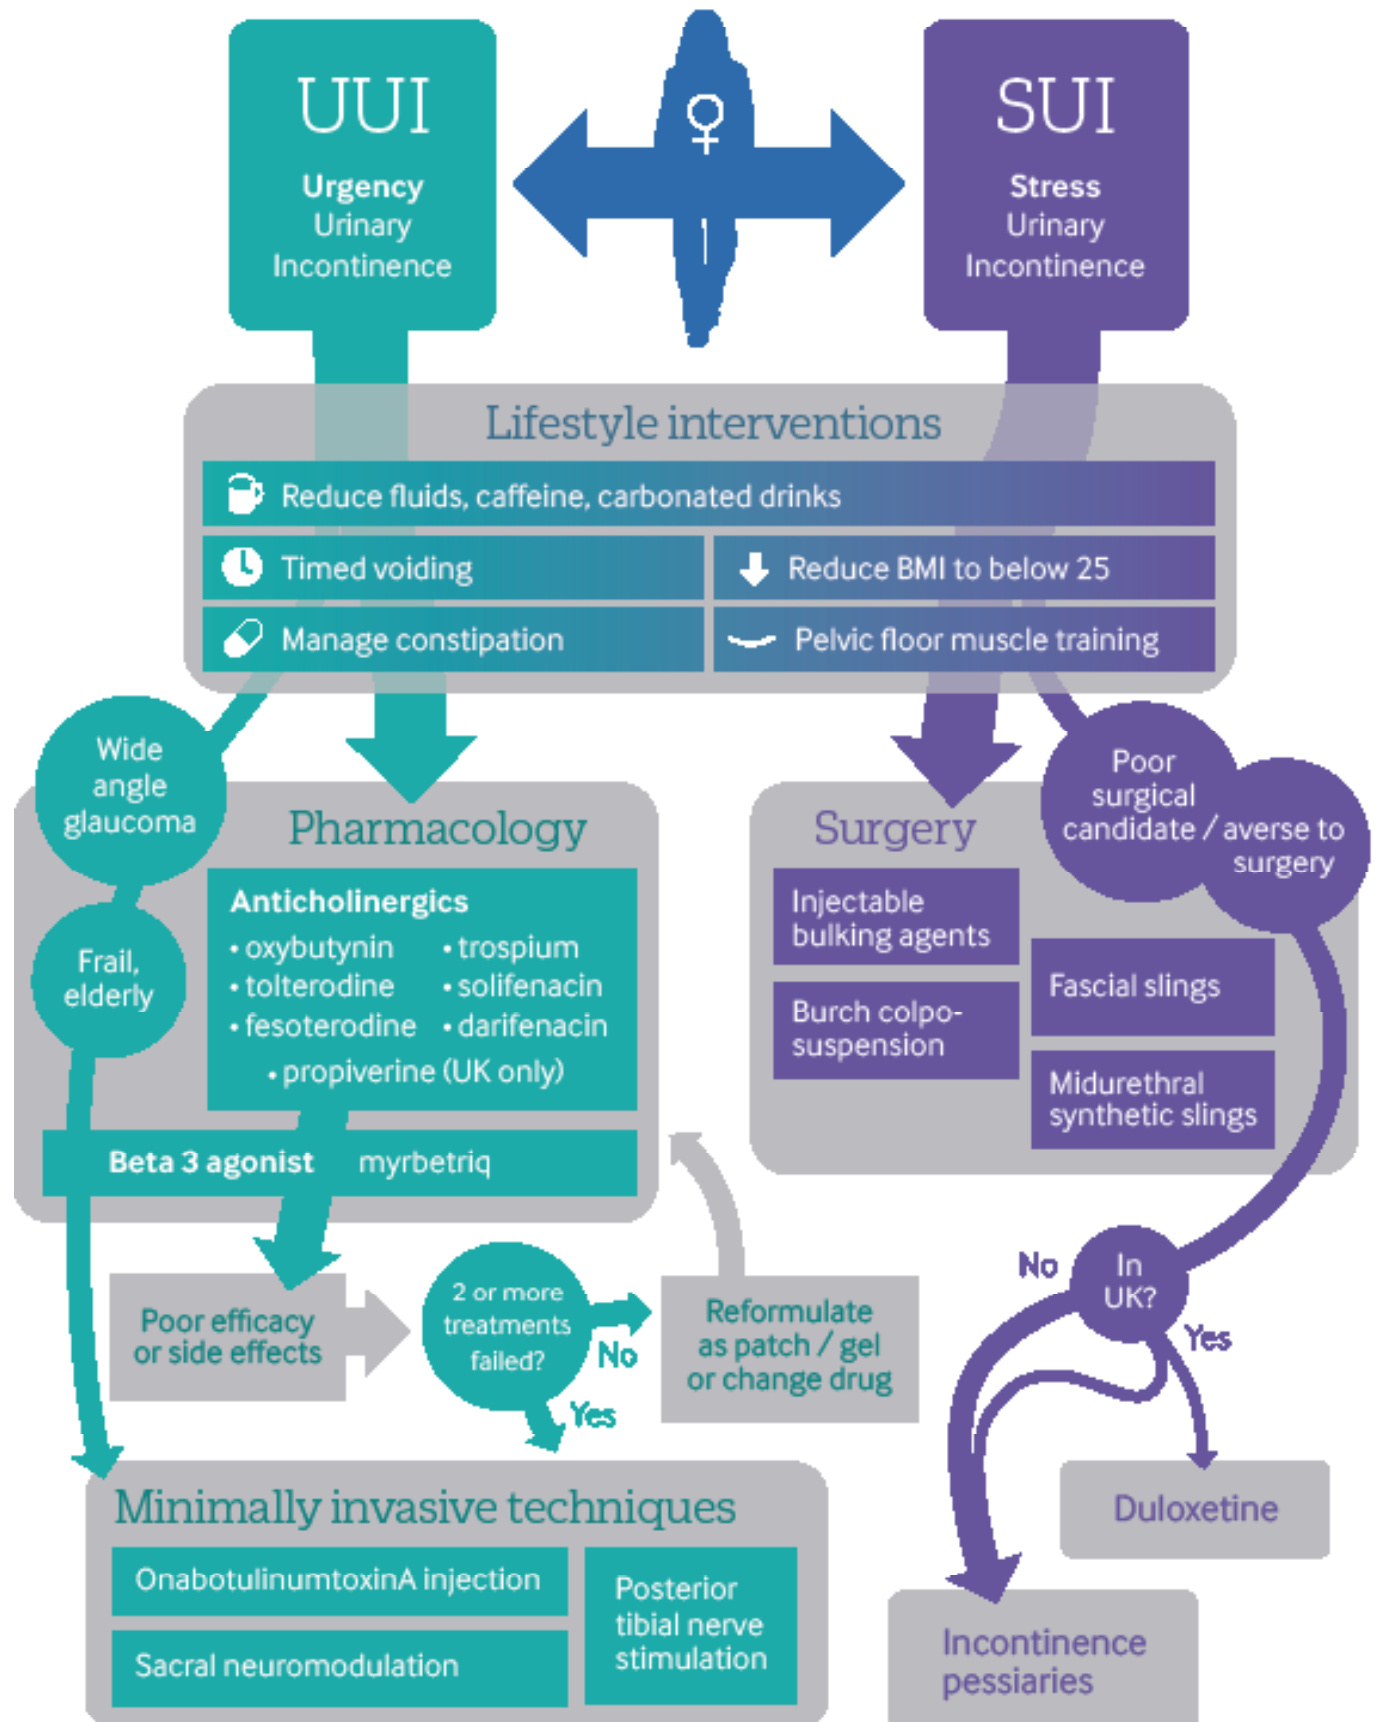 UUI
Urgency
Urinary
Incontinence
♀
SUI
Stress
Urinary
Incontinence
Lifestyle interventions
Reduce fluids, caffeine, carbonated drinks
Timed voiding
Reduce BMI to below 25
Manage constipation
Pelvic floor muscle training
Wide
angle
glaucoma
Frail,
elderly
Pharmacology
Anticholinergics
• oxybutynin
• trospium
• tolterodine
• solifenacin
• fesoterodine
• darifenacin
• propiverine (UK only)
Beta 3 agonist myrbetriq
Surgery
Injectable
bulking agents
Burch colpo-
suspension
Fascial slings
Midurethral
synthetic slings
Poor
surgical
candidate / averse to
surgery
Poor efficacy
or side effects
2 or more
treatments
failed?
No
Yes
Reformulate
as patch / gel
or change drug
In
UK?
No
Yes
Duloxetine
Incontinence
pessiaries
Minimally invasive techniques
OnabotulinumtoxinA injection
Sacral neuromodulation
Posterior
tibial nerve
stimulation